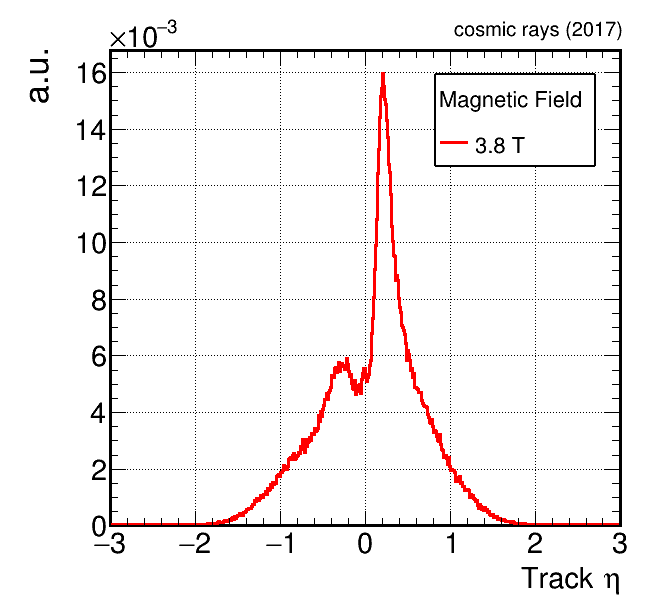 ×10⁻³
cosmic rays (2017)
a.u.
Magnetic Field
3.8 T
16
14
12
10
8
6
4
2
0
−3 −2 −1 0 1 2 3
Track η